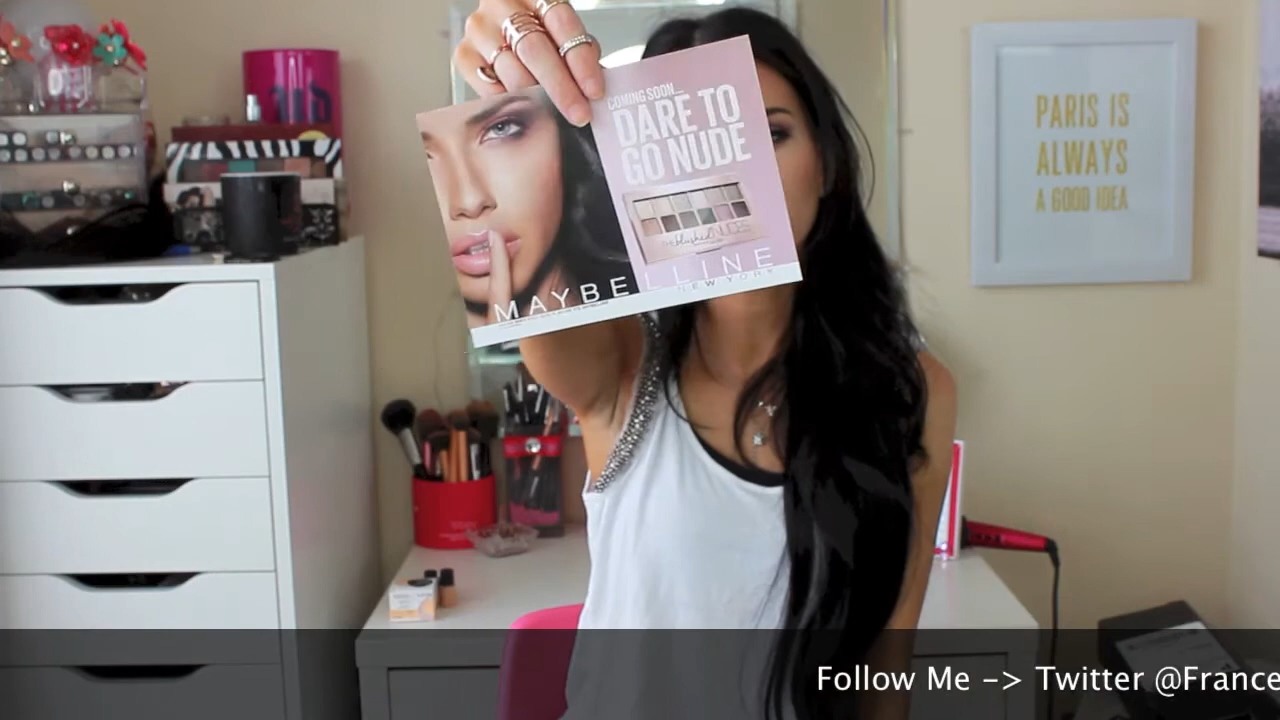 COMING SOON...
DARE TO
GO NUDE
THE blushed NUDES
MAYBELLINE
NEW YORK
PARIS IS
ALWAYS
A GOOD IDEA
Follow Me -> Twitter @France